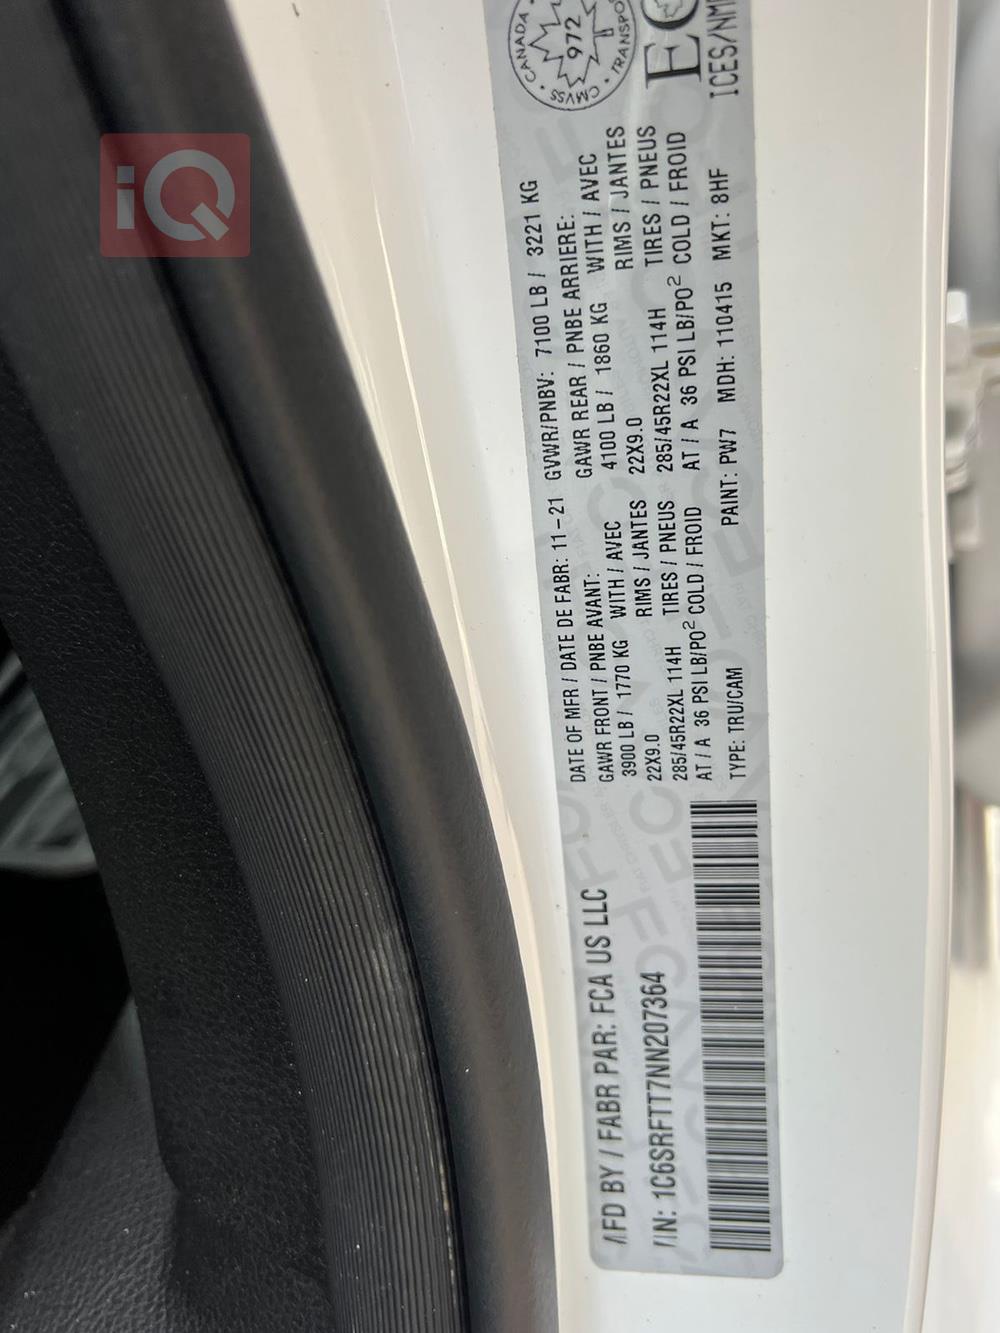 MFD BY / FABR PAR: FCA US LLC
VIN: 1C6SRFTT7NN207364
DATE OF MFR / DATE DE FABR: 11-21 GVWR/PNBV: 7100 LB / 3221 KG
GAWR FRONT / PNBE AVANT: GAWR REAR / PNBE ARRIERE:
3900 LB / 1770 KG WITH / AVEC 4100 LB / 1860 KG WITH / AVEC
22X9.0 RIMS / JANTES 22X9.0 RIMS / JANTES
285/45R22XL 114H TIRES / PNEUS 285/45R22XL 114H TIRES / PNEUS
AT / A 36 PSI LB/PO² COLD / FROID AT / A 36 PSI LB/PO² COLD / FROID
TYPE: TRU/CAM PAINT: PW7 MDH: 110415 MKT: 8HF
CANADA
972
TRANSPO
CMVSS
ICES/NM
iQ